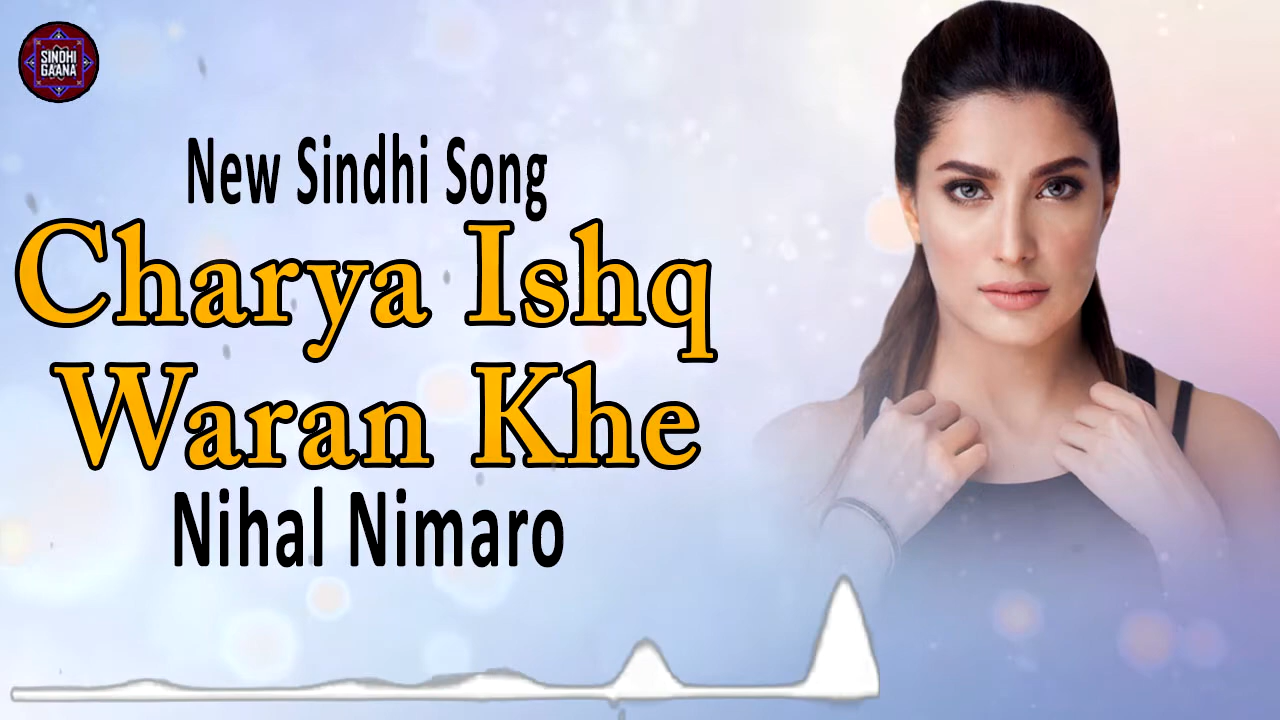 SINDHI
GAANA
New Sindhi Song
Charya Ishq
Waran Khe
Nihal Nimaro